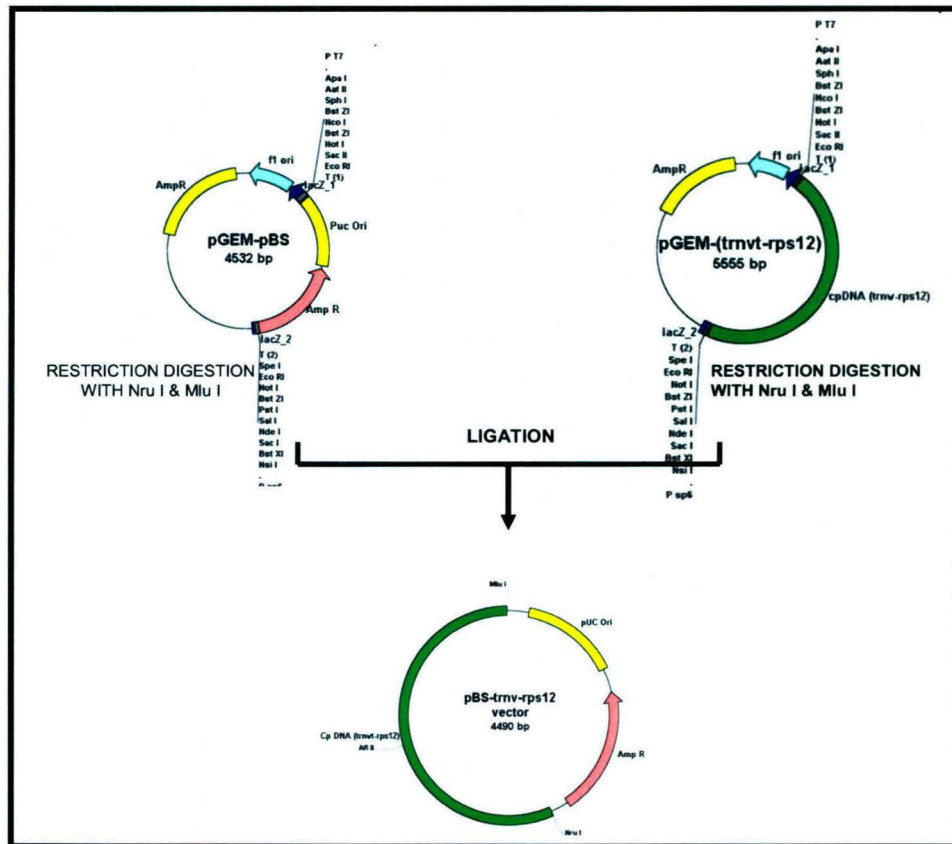 P T7
Apa I
Aat II
Sph I
Bst ZI
Nco I
Bst ZI
Not I
Sac II
Eco RI
T (1)
lacZ_1
f1 ori
AmpR
Puc Ori
pGEM-pBS
4532 bp
Amp R
lacZ_2
T (2)
Spe I
Eco RI
Not I
Bst ZI
Pst I
Sal I
Nde I
Sac I
Bst XI
Nsi I
P sp6
RESTRICTION DIGESTION
WITH Nru I & Mlu I
P T7
Apa I
Aat II
Sph I
Bst ZI
Nco I
Bst ZI
Not I
Sac II
Eco RI
T (1)
lacZ_1
f1 ori
AmpR
pGEM-(trnvt-rps12)
5555 bp
cpDNA (trnv-rps12)
lacZ_2
T (2)
Spe I
Eco RI
Not I
Bst ZI
Pst I
Sal I
Nde I
Sac I
Bst XI
Nsi I
P sp6
RESTRICTION DIGESTION
WITH Nru I & Mlu I
LIGATION
Mlu I
pUC Ori
pBS-trnv-rps12
vector
4490 bp
Cp DNA (trnvt-rps12)
Afl II
Amp R
Nru I